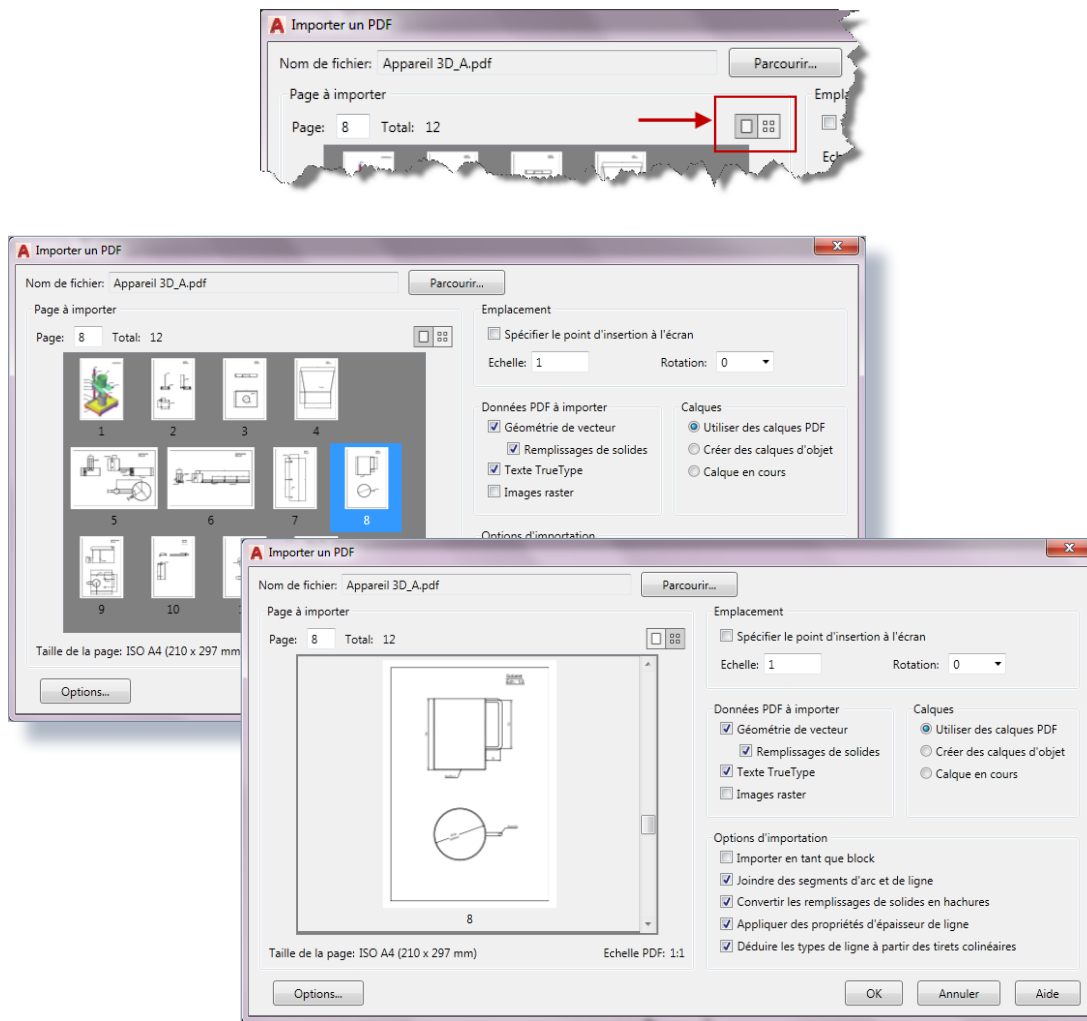 Importer un PDF
Nom de fichier: Appareil 3D_A.pdf Parcourir...
Page à importer
Page: 8 Total: 12
Importer un PDF
Nom de fichier: Appareil 3D_A.pdf Parcourir...
Page à importer
Page: 8 Total: 12
1 2 3 4
5 6 7 8
9 10
Taille de la page: ISO A4 (210 x 297 mm
Options...
Emplacement
Spécifier le point d'insertion à l'écran
Echelle: 1 Rotation: 0
Données PDF à importer
Géométrie de vecteur
Remplissages de solides
Texte TrueType
Images raster
Calques
Utiliser des calques PDF
Créer des calques d'objet
Calque en cours
Options d'importation
Importer un PDF
Nom de fichier: Appareil 3D_A.pdf Parcourir...
Page à importer
Page: 8 Total: 12
8
Taille de la page: ISO A4 (210 x 297 mm) Echelle PDF: 1:1
Options...
Emplacement
Spécifier le point d'insertion à l'écran
Echelle: 1 Rotation: 0
Données PDF à importer
Géométrie de vecteur
Remplissages de solides
Texte TrueType
Images raster
Calques
Utiliser des calques PDF
Créer des calques d'objet
Calque en cours
Options d'importation
Importer en tant que block
Joindre des segments d'arc et de ligne
Convertir les remplissages de solides en hachures
Appliquer des propriétés d'épaisseur de ligne
Déduire les types de ligne à partir des tirets colinéaires
OK Annuler Aide